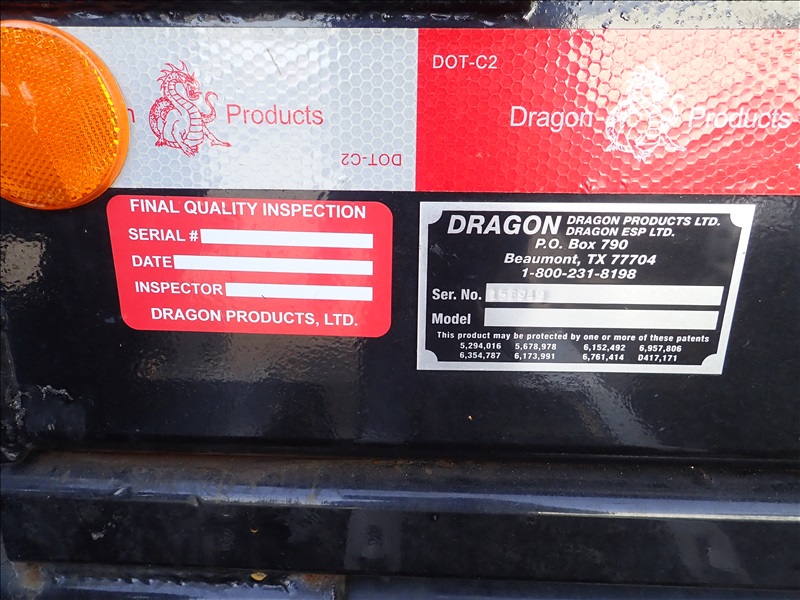 DOT-C2
n Products
Dragon Products
DOT-C2
FINAL QUALITY INSPECTION
SERIAL #
DATE
INSPECTOR
DRAGON PRODUCTS, LTD.
DRAGON DRAGON PRODUCTS LTD.
DRAGON ESP LTD.
P.O. Box 790
Beaumont, TX 77704
1-800-231-8198
Ser. No.
Model
This product may be protected by one or more of these patents
5,294,016 5,678,978 6,152,492 6,957,806
6,354,787 6,173,991 6,761,414 D417,171